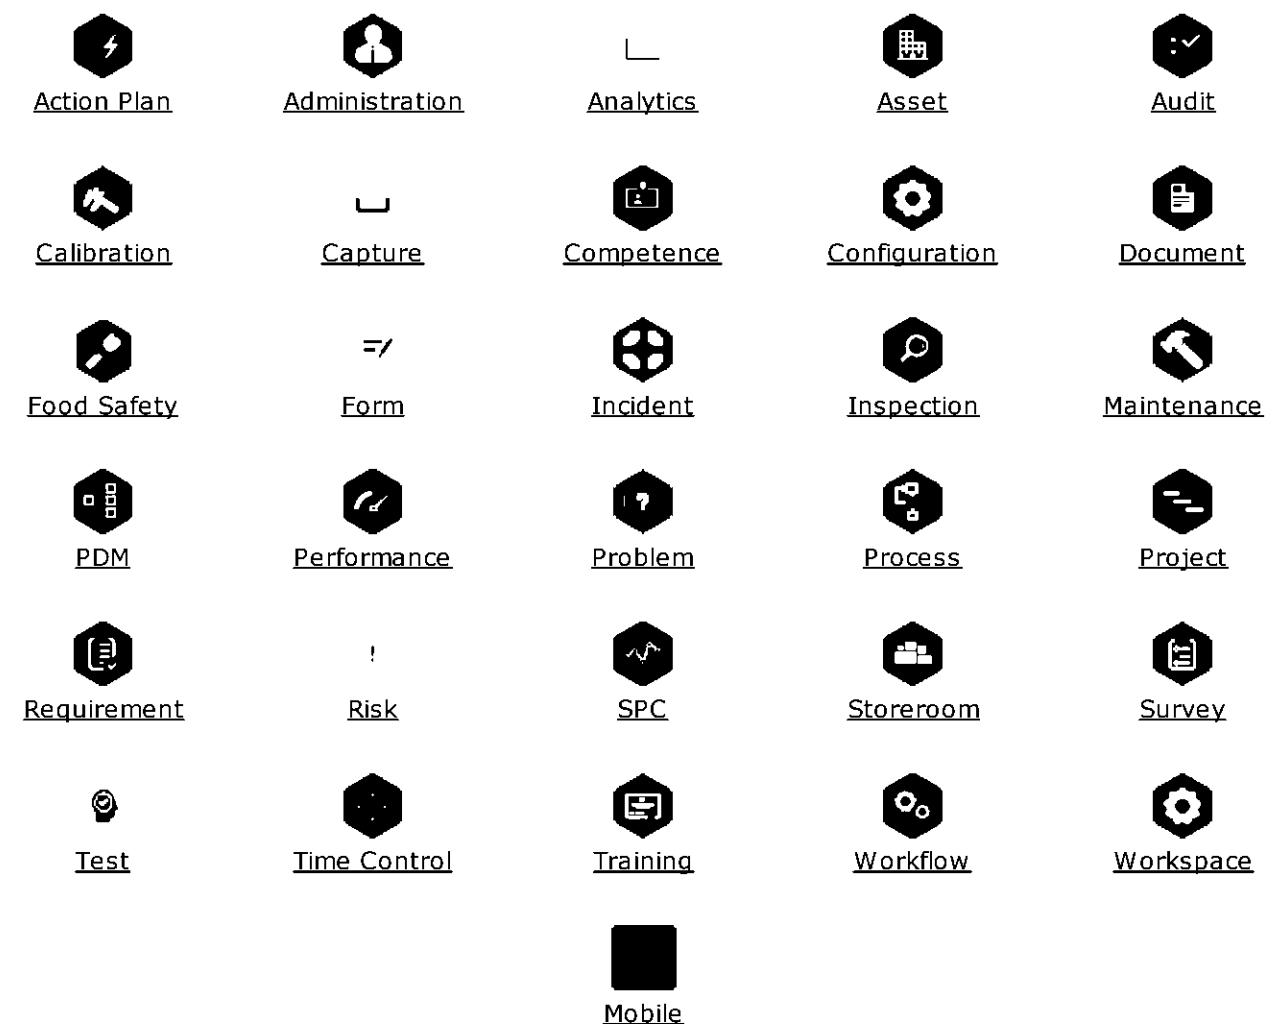 Action Plan Administration Analytics Asset Audit
Calibration Capture Competence Configuration Document
Food Safety Form Incident Inspection Maintenance
PDM Performance Problem Process Project
Requirement Risk SPC Storeroom Survey
Test Time Control Training Workflow Workspace
Mobile